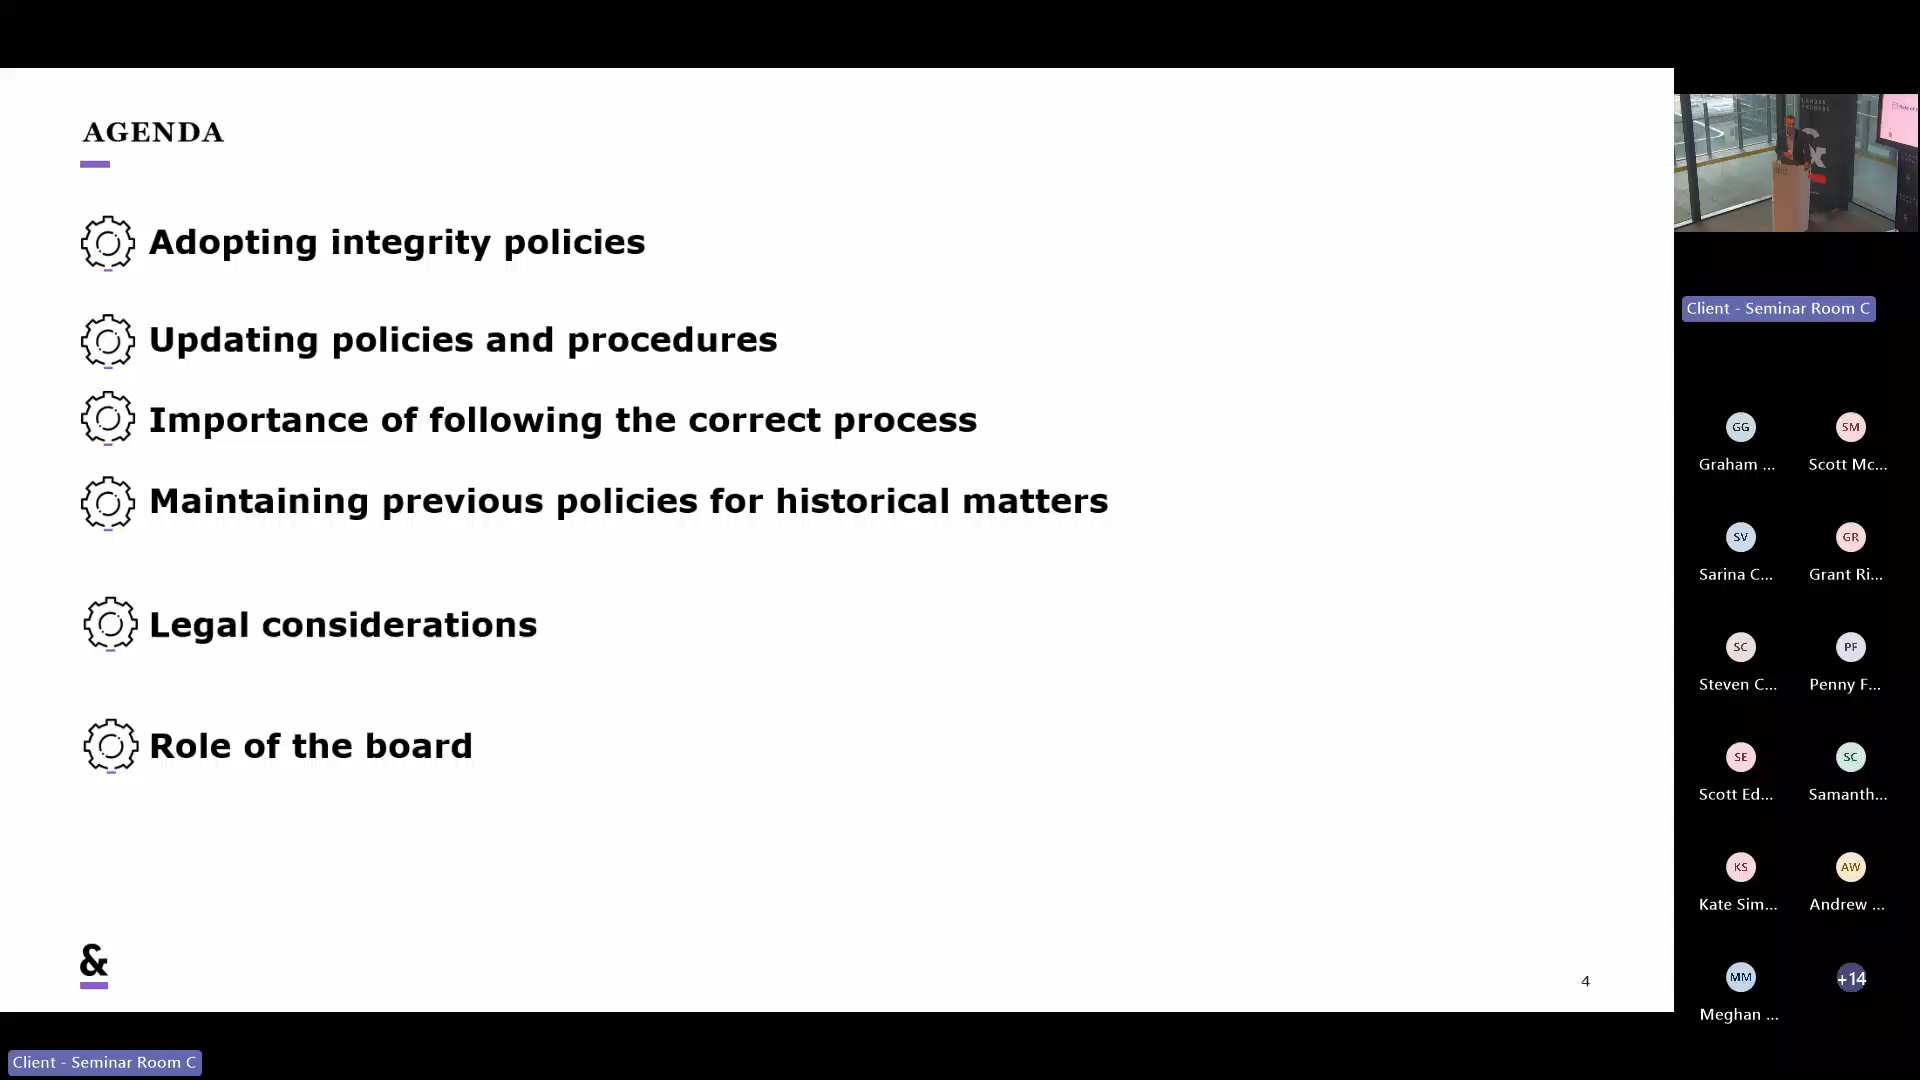 AGENDA
Adopting integrity policies
Updating policies and procedures
Importance of following the correct process
Maintaining previous policies for historical matters
Legal considerations
Role of the board
&
4
Client - Seminar Room C
GG
SM
Graham ...
Scott Mc...
SV
GR
Sarina C...
Grant Ri...
SC
PF
Steven C...
Penny F...
SE
SC
Scott Ed...
Samanth...
KS
AW
Kate Sim...
Andrew ...
MM
+14
Meghan ...
Client - Seminar Room C